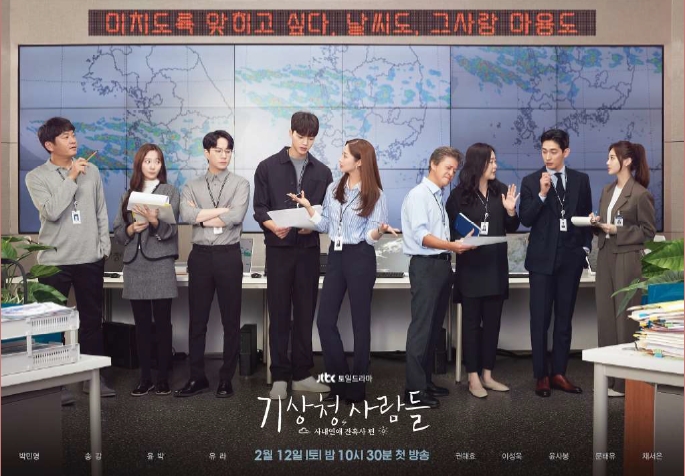 미치도록 맞히고 싶다, 날씨도, 그사람 마음도
jtbc 토일드라마
기상청 사람들
사내연애 잔혹사 편
박민영 송 강 윤 박 유 라 2월 12일(토) 밤 10시 30분 첫 방송 권해효 이성욱 윤사봉 문태유 채서은